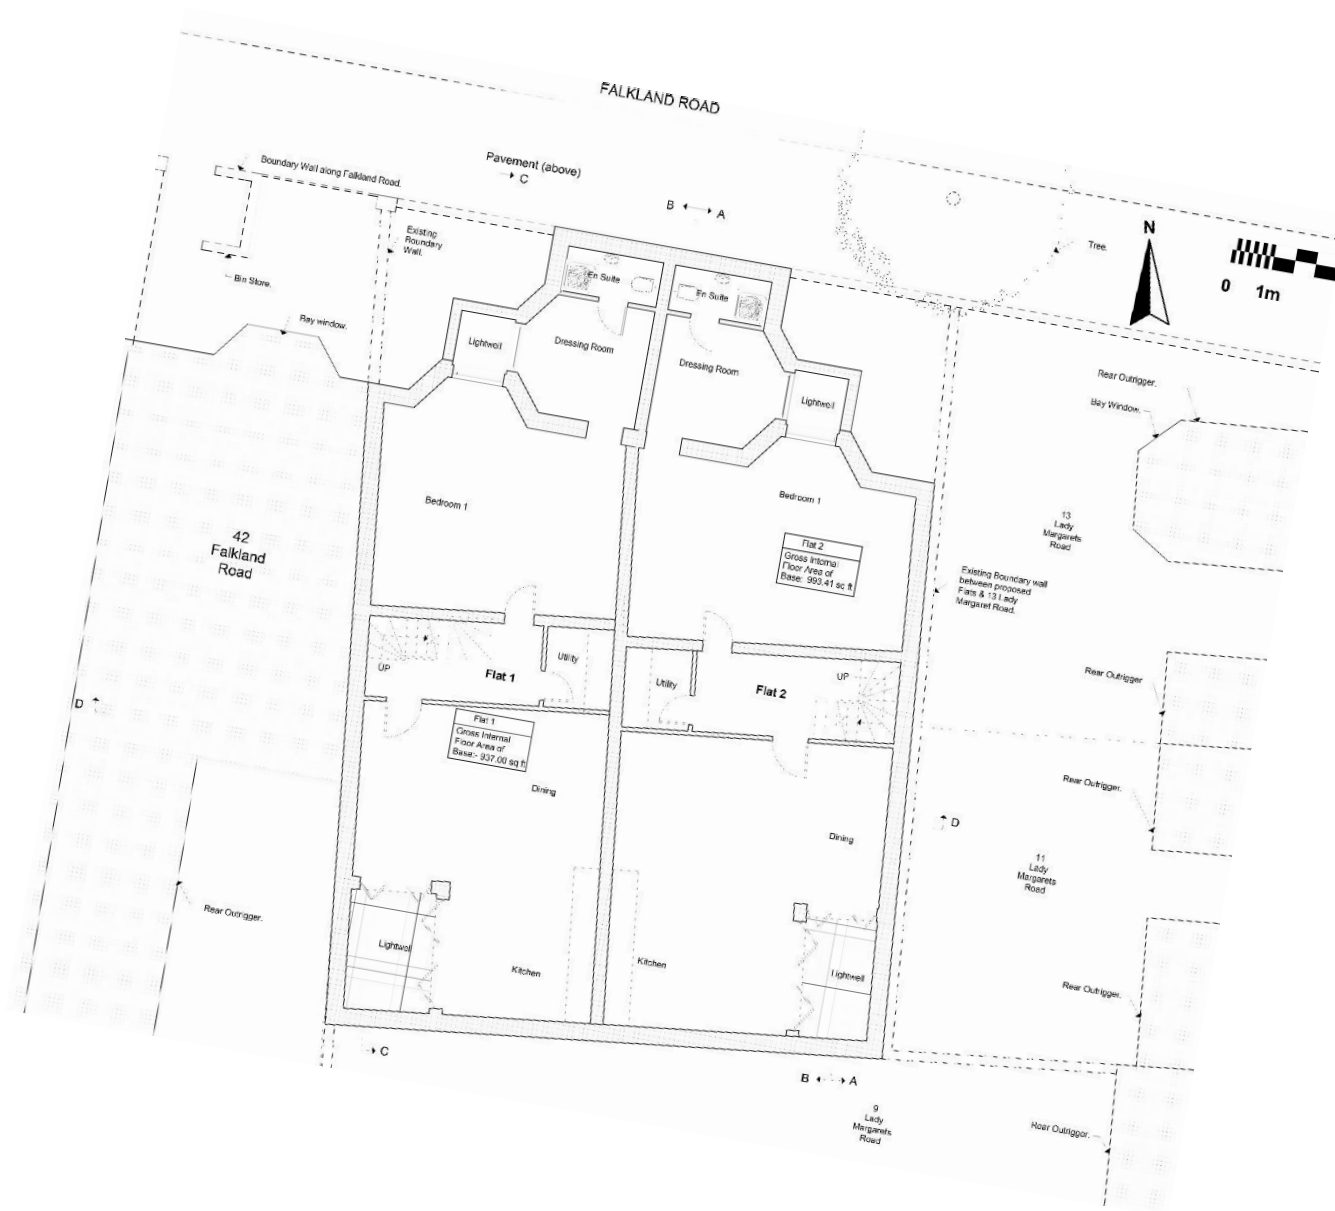 FALKLAND ROAD
Pavement (above)
C
Boundary Wall along Falkland Road.
B
A
Existing
Boundary
Wall.
Tree.
N
0 1m
Bin Store.
Bay window.
En Suite
En Suite
Lightwell
Dressing Room
Dressing Room
Lightwell
Rear Outrigger.
Bay Window.
Bedroom 1
Bedroom 1
42
Falkland
Road
13
Lady
Margarets
Road
Flat 2
Gross Internal
Floor Area of
Base: 993.41 sq ft
Existing Boundary wall
between proposed
Flats & 13 Lady
Margaret Road.
UP
Flat 1
Utility
Utility
Flat 2
UP
Rear Outrigger
D
Flat 1
Gross Internal
Floor Area of
Base:- 937.00 sq ft
Dining
Dining
D
Rear Outrigger.
11
Lady
Margarets
Road
Rear Outrigger.
Lightwell
Kitchen
Kitchen
Lightwell
Rear Outrigger.
C
B
A
9
Lady
Margarets
Road
Rear Outrigger.